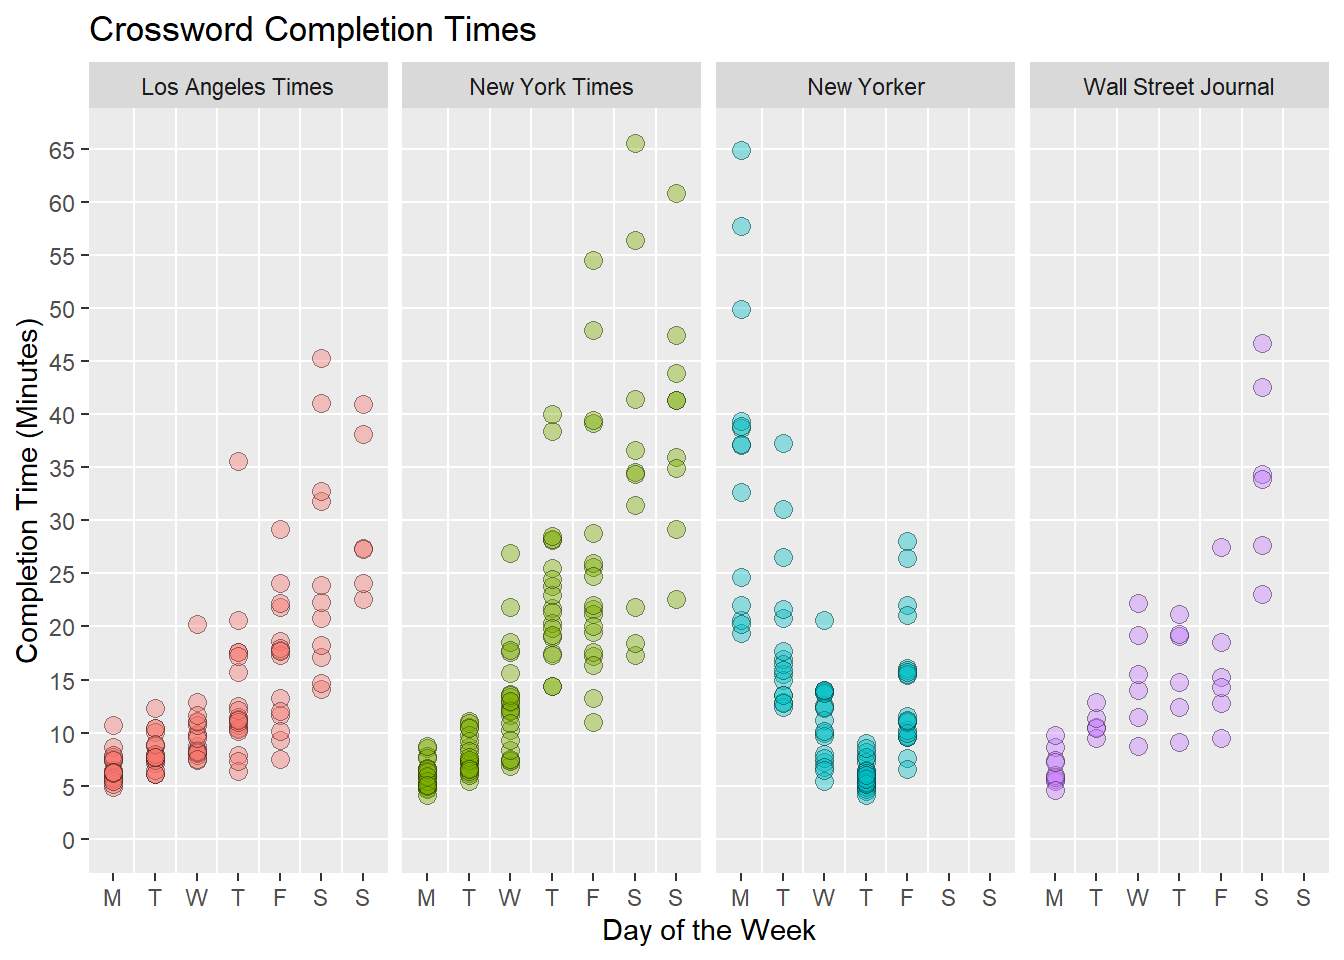 Crossword Completion Times
Los Angeles Times New York Times New Yorker Wall Street Journal
65
60
55
50
45
40
35
30
25
20
15
10
5
0
Completion Time (Minutes)
M T W T F S S M T W T F S S M T W T F S S M T W T F S S
Day of the Week